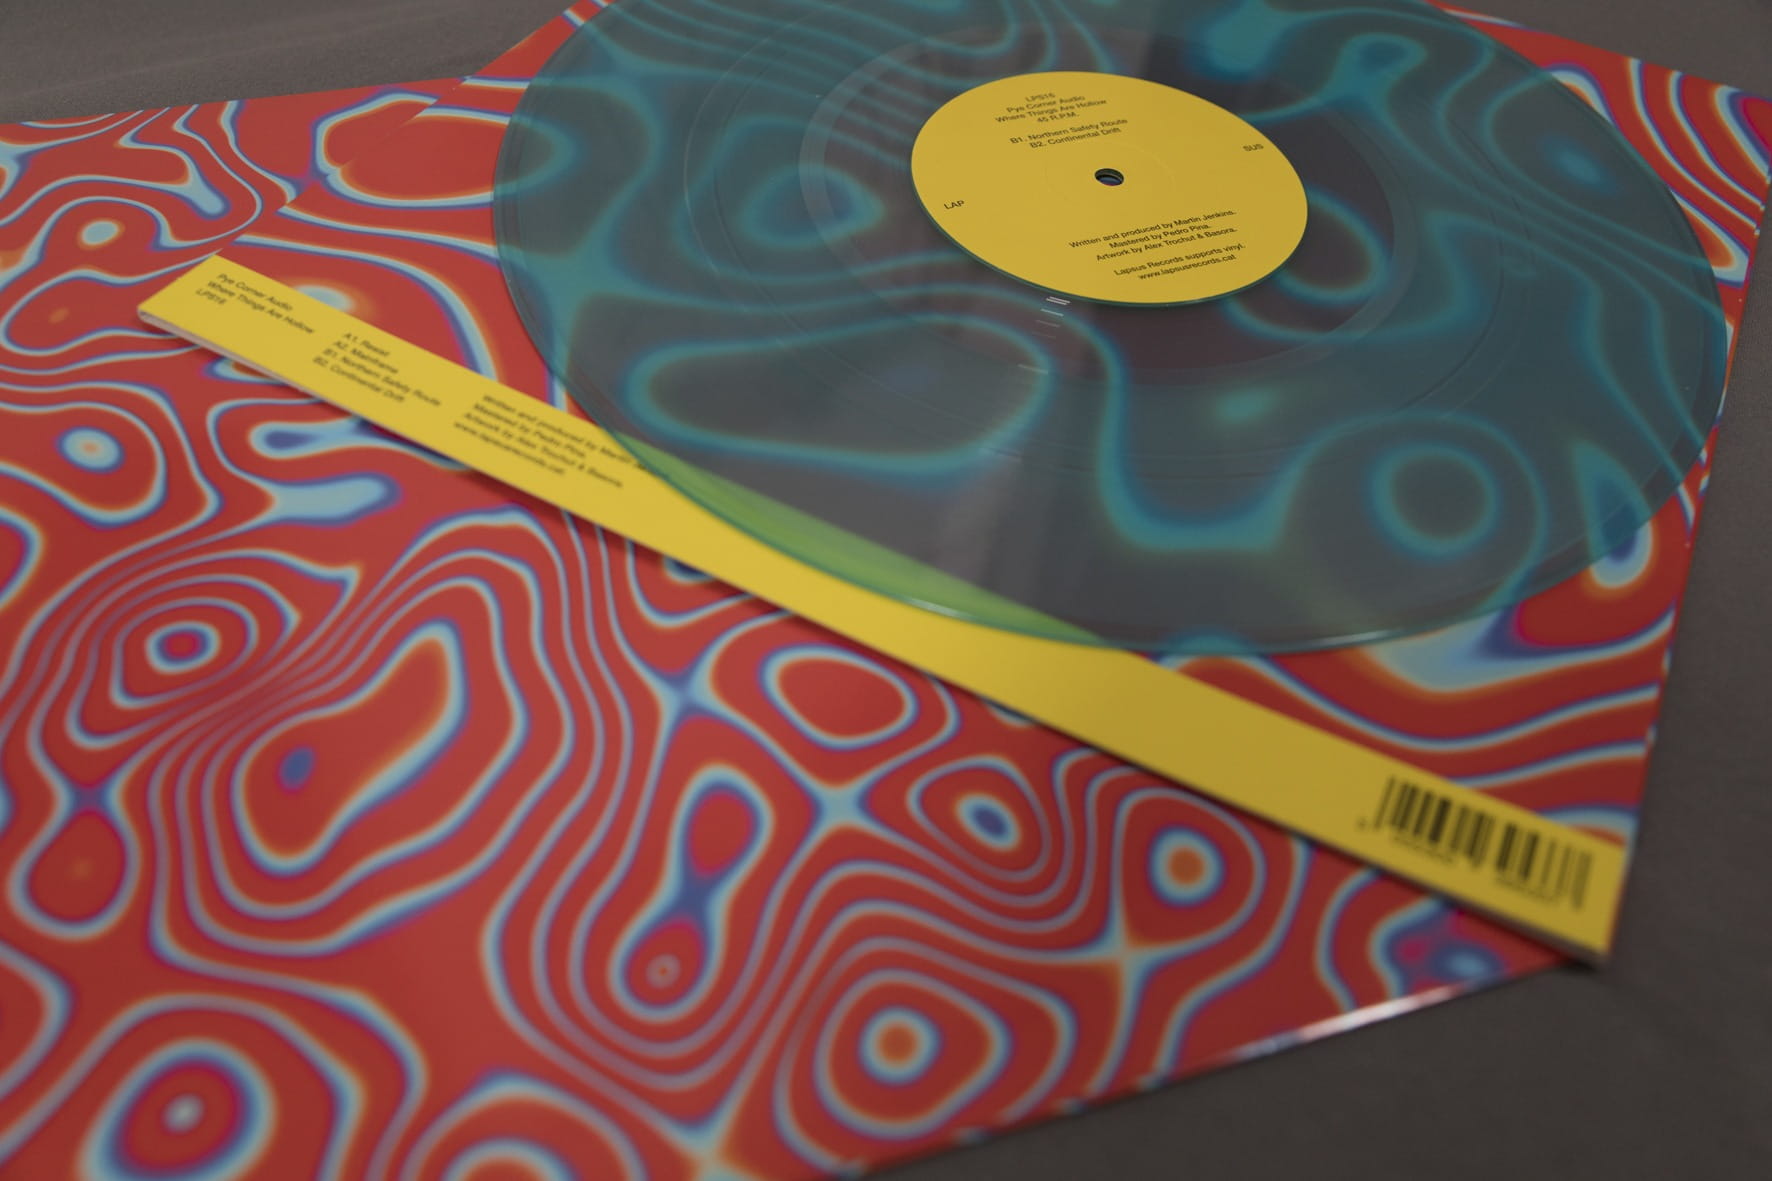 LPS16
Pye Corner Audio
Where Things Are Hollow
45 R.P.M.
B1. Northern Safety Route
B2. Continental Drift
LAP
SUS
Written and produced by Martin Jenkins.
Mastered by Pedro Pina.
Artwork by Alex Trochut & Basora.
Lapsus Records supports vinyl.
www.lapsusrecords.cat
Pye Corner Audio
Where Things Are Hollow
LPS16
A1. Resist
A2. Mainframe
B1. Northern Safety Route
B2. Continental Drift
Written and produced by Martin
Mastered by Pedro Pina.
Artwork by Alex Trochut & Basora.
www.lapsusrecords.cat